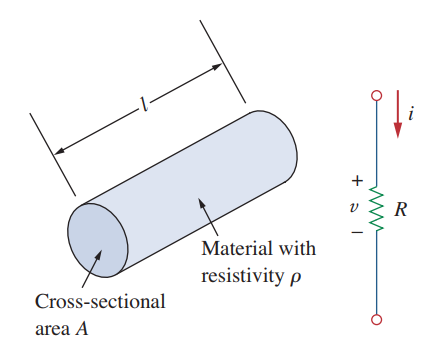 l
i
+
v
R
–
Material with
resistivity ρ
Cross-sectional
area A